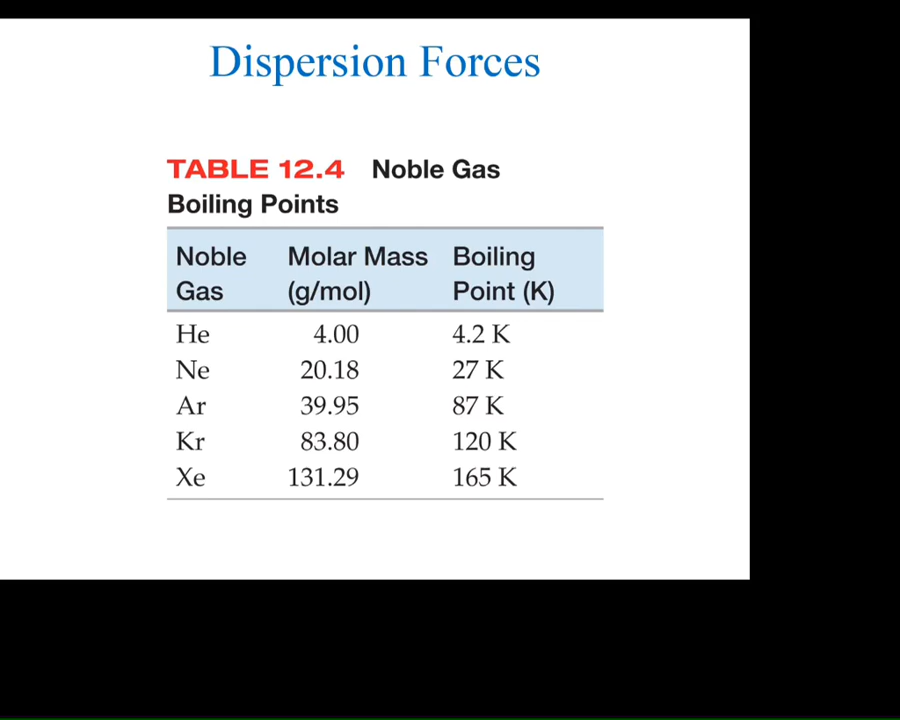 Dispersion Forces
TABLE 12.4 Noble Gas
Boiling Points
Noble Molar Mass Boiling
Gas (g/mol) Point (K)
He 4.00 4.2 K
Ne 20.18 27 K
Ar 39.95 87 K
Kr 83.80 120 K
Xe 131.29 165 K